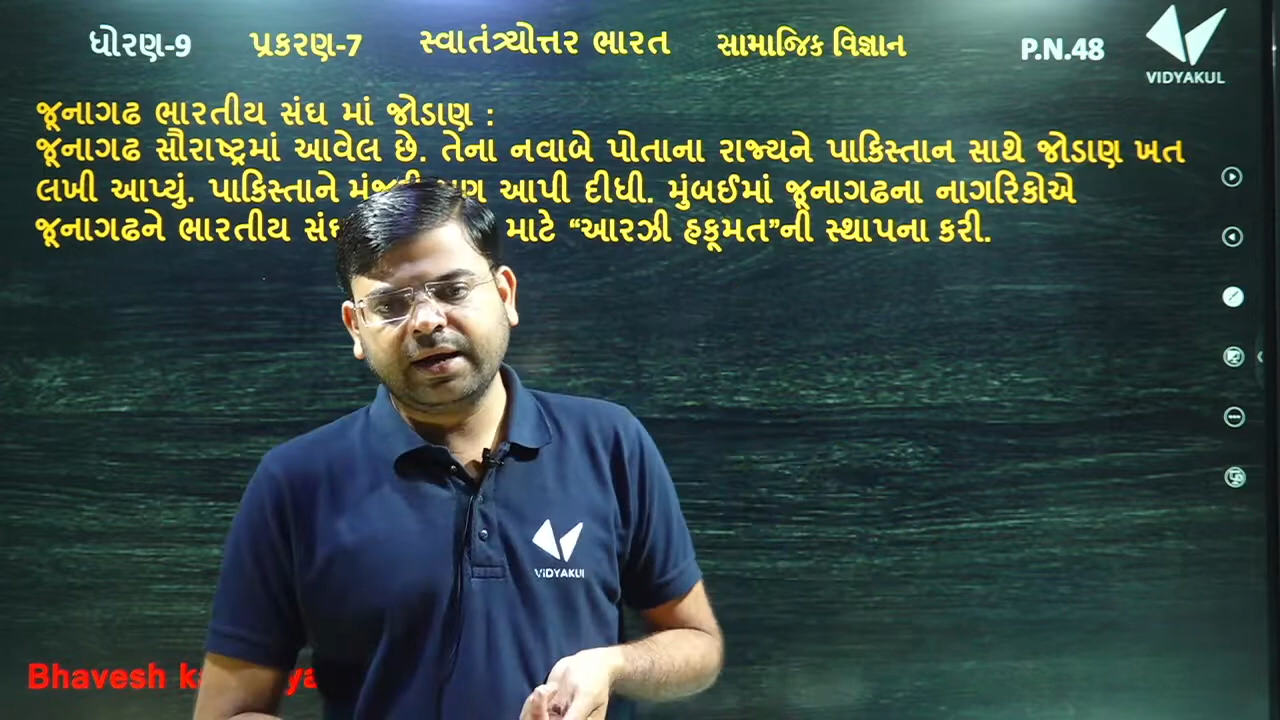 ધોરણ-9 પ્રકરણ-7 સ્વાતંત્ર્યોત્તર ભારત સામાજિક વિજ્ઞાન P.N.48
VIDYAKUL
જૂનાગઢ ભારતીય સંઘ માં જોડાણ :
જૂનાગઢ સૌરાષ્ટ્રમાં આવેલ છે. તેના નવાબે પોતાના રાજ્યને પાકિસ્તાન સાથે જોડાણ ખત
લખી આપ્યું. પાકિસ્તાને આપી દીધી. મુંબઈમાં જૂનાગઢના નાગરિકોએ
જૂનાગઢને ભારતીય માટે “આરઝી હકૂમત”ની સ્થાપના કરી.
VIDYAKUL
Bhavesh